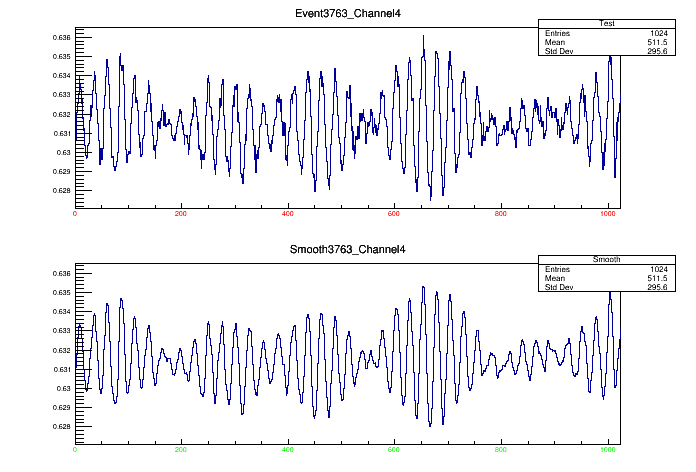 Event3763_Channel4
Test
Entries 1024
Mean 511.5
Std Dev 295.6
0.636
0.635
0.634
0.633
0.632
0.631
0.63
0.629
0.628
0 200 400 600 800 1000
Smooth3763_Channel4
Smooth
Entries 1024
Mean 511.5
Std Dev 295.6
0.636
0.635
0.634
0.633
0.632
0.631
0.63
0.629
0.628
0 200 400 600 800 1000